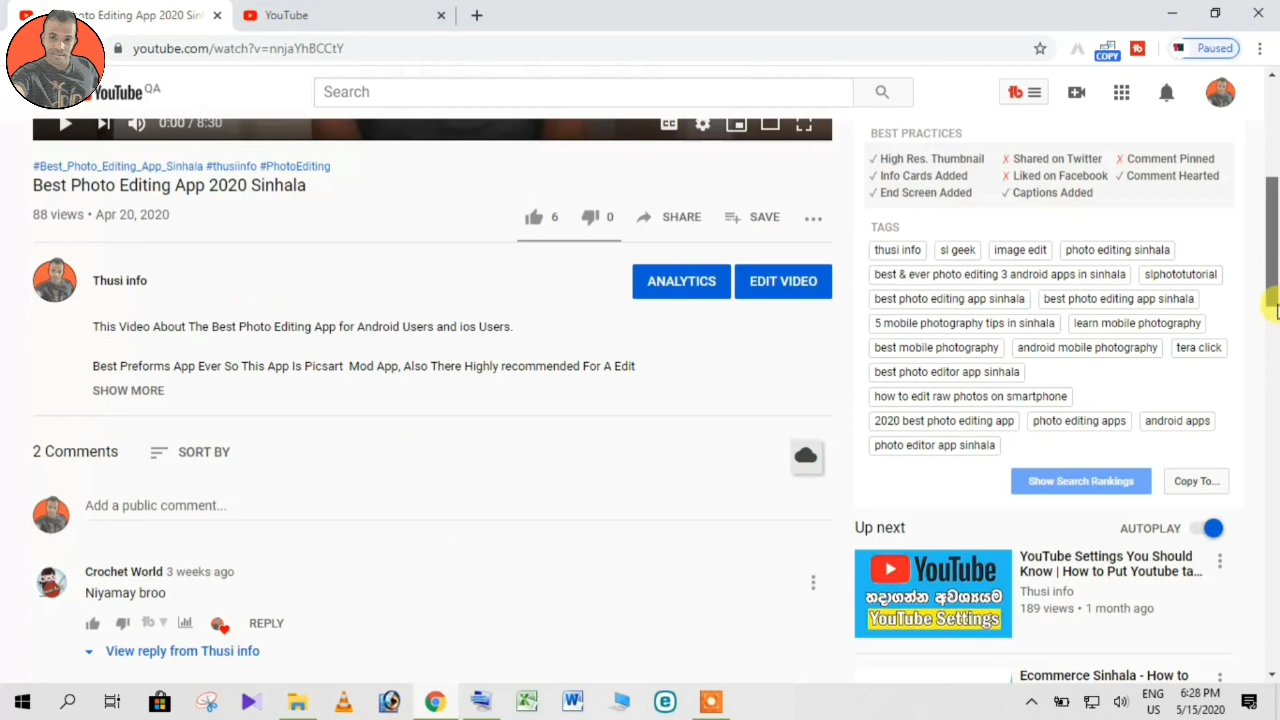 Photo Editing App 2020 Sin
YouTube
youtube.com/watch?v=nnjaYhBCCtY
COPY
tb
Paused
YouTube QA
Search
tb
0:00 / 8:30
CC
#Best_Photo_Editing_App_Sinhala #thusiinfo #PhotoEditing
Best Photo Editing App 2020 Sinhala
88 views • Apr 20, 2020
6
0
SHARE
SAVE
Thusi info
ANALYTICS
EDIT VIDEO
This Video About The Best Photo Editing App for Android Users and ios Users.
Best Preforms App Ever So This App Is Picsart Mod App, Also There Highly recommended For A Edit
SHOW MORE
2 Comments
SORT BY
Add a public comment...
Crochet World 3 weeks ago
Niyamay broo
tb
REPLY
View reply from Thusi info
BEST PRACTICES
✓ High Res. Thumbnail
✗ Shared on Twitter
✗ Comment Pinned
✓ Info Cards Added
✗ Liked on Facebook
✓ Comment Hearted
✓ End Screen Added
✓ Captions Added
TAGS
thusi info
sl geek
image edit
photo editing sinhala
best & ever photo editing 3 android apps in sinhala
slphototutorial
best photo editing app sinhala
best photo editing app sinhala
5 mobile photography tips in sinhala
learn mobile photography
best mobile photography
android mobile photography
tera click
best photo editor app sinhala
how to edit raw photos on smartphone
2020 best photo editing app
photo editing apps
android apps
photo editor app sinhala
Show Search Rankings
Copy To...
Up next
AUTOPLAY
YouTube
හදාගන්න අවශ්‍යයම
YouTube Settings
YouTube Settings You Should
Know | How to Put Youtube ta...
Thusi info
189 views • 1 month ago
Ecommerce Sinhala - How to
ENG
US
6:28 PM
5/15/2020